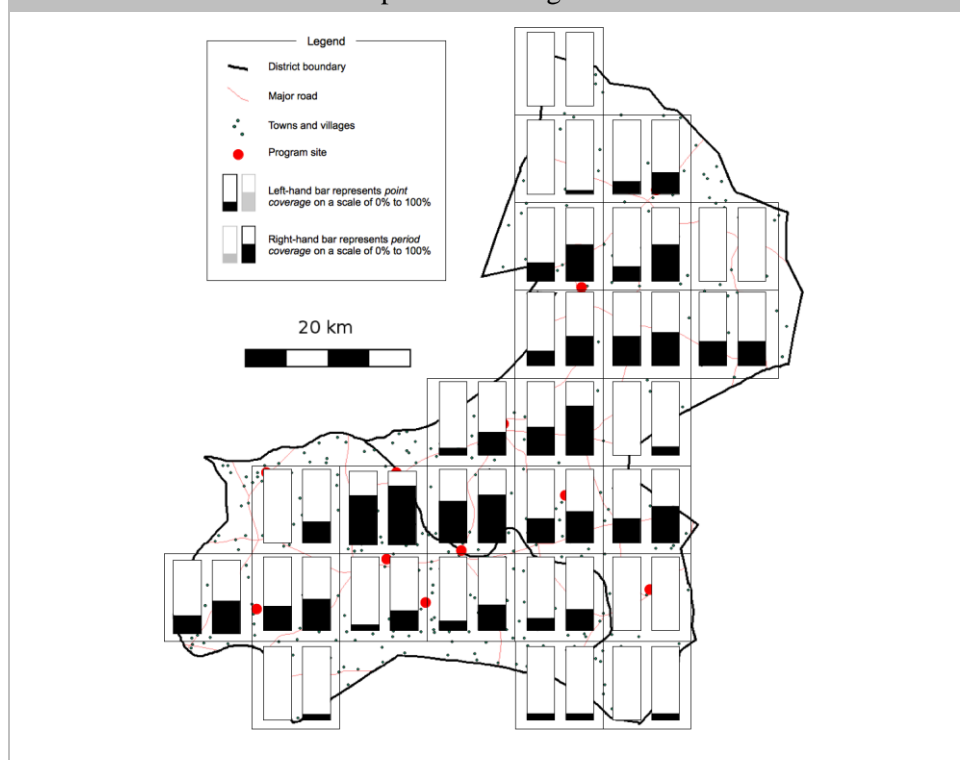 Legend
District boundary
Major road
Towns and villages
Program site
Left-hand bar represents point
coverage on a scale of 0% to 100%
Right-hand bar represents period
coverage on a scale of 0% to 100%
20 km